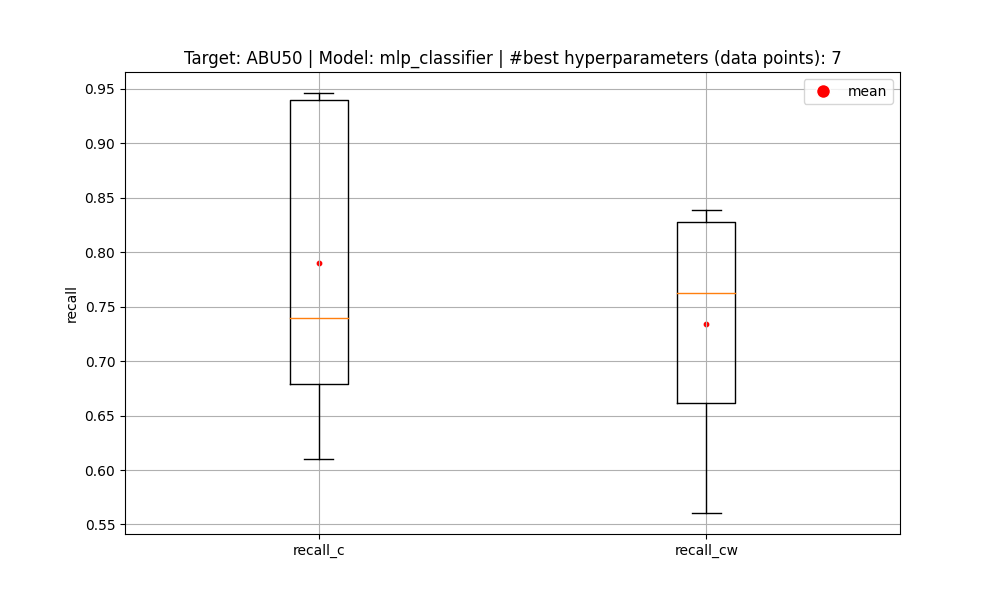 Target: ABU50 | Model: mlp_classifier | #best hyperparameters (data points): 7
mean
0.95
0.90
0.85
0.80
0.75
0.70
0.65
0.60
0.55
recall
recall_c
recall_cw